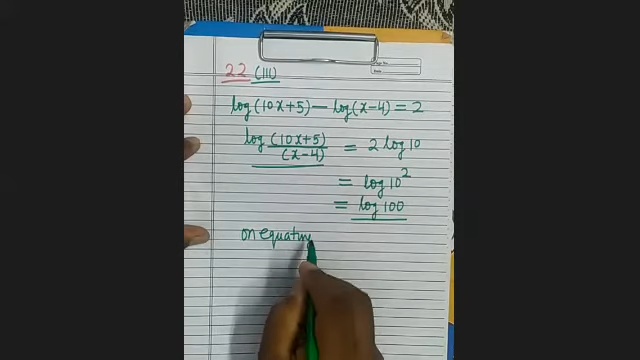 22 (III)
log(10x+5) − log(x−4) = 2
log (10x+5)/(x−4) = 2 log 10
= log 10²
= log 100
on equatin